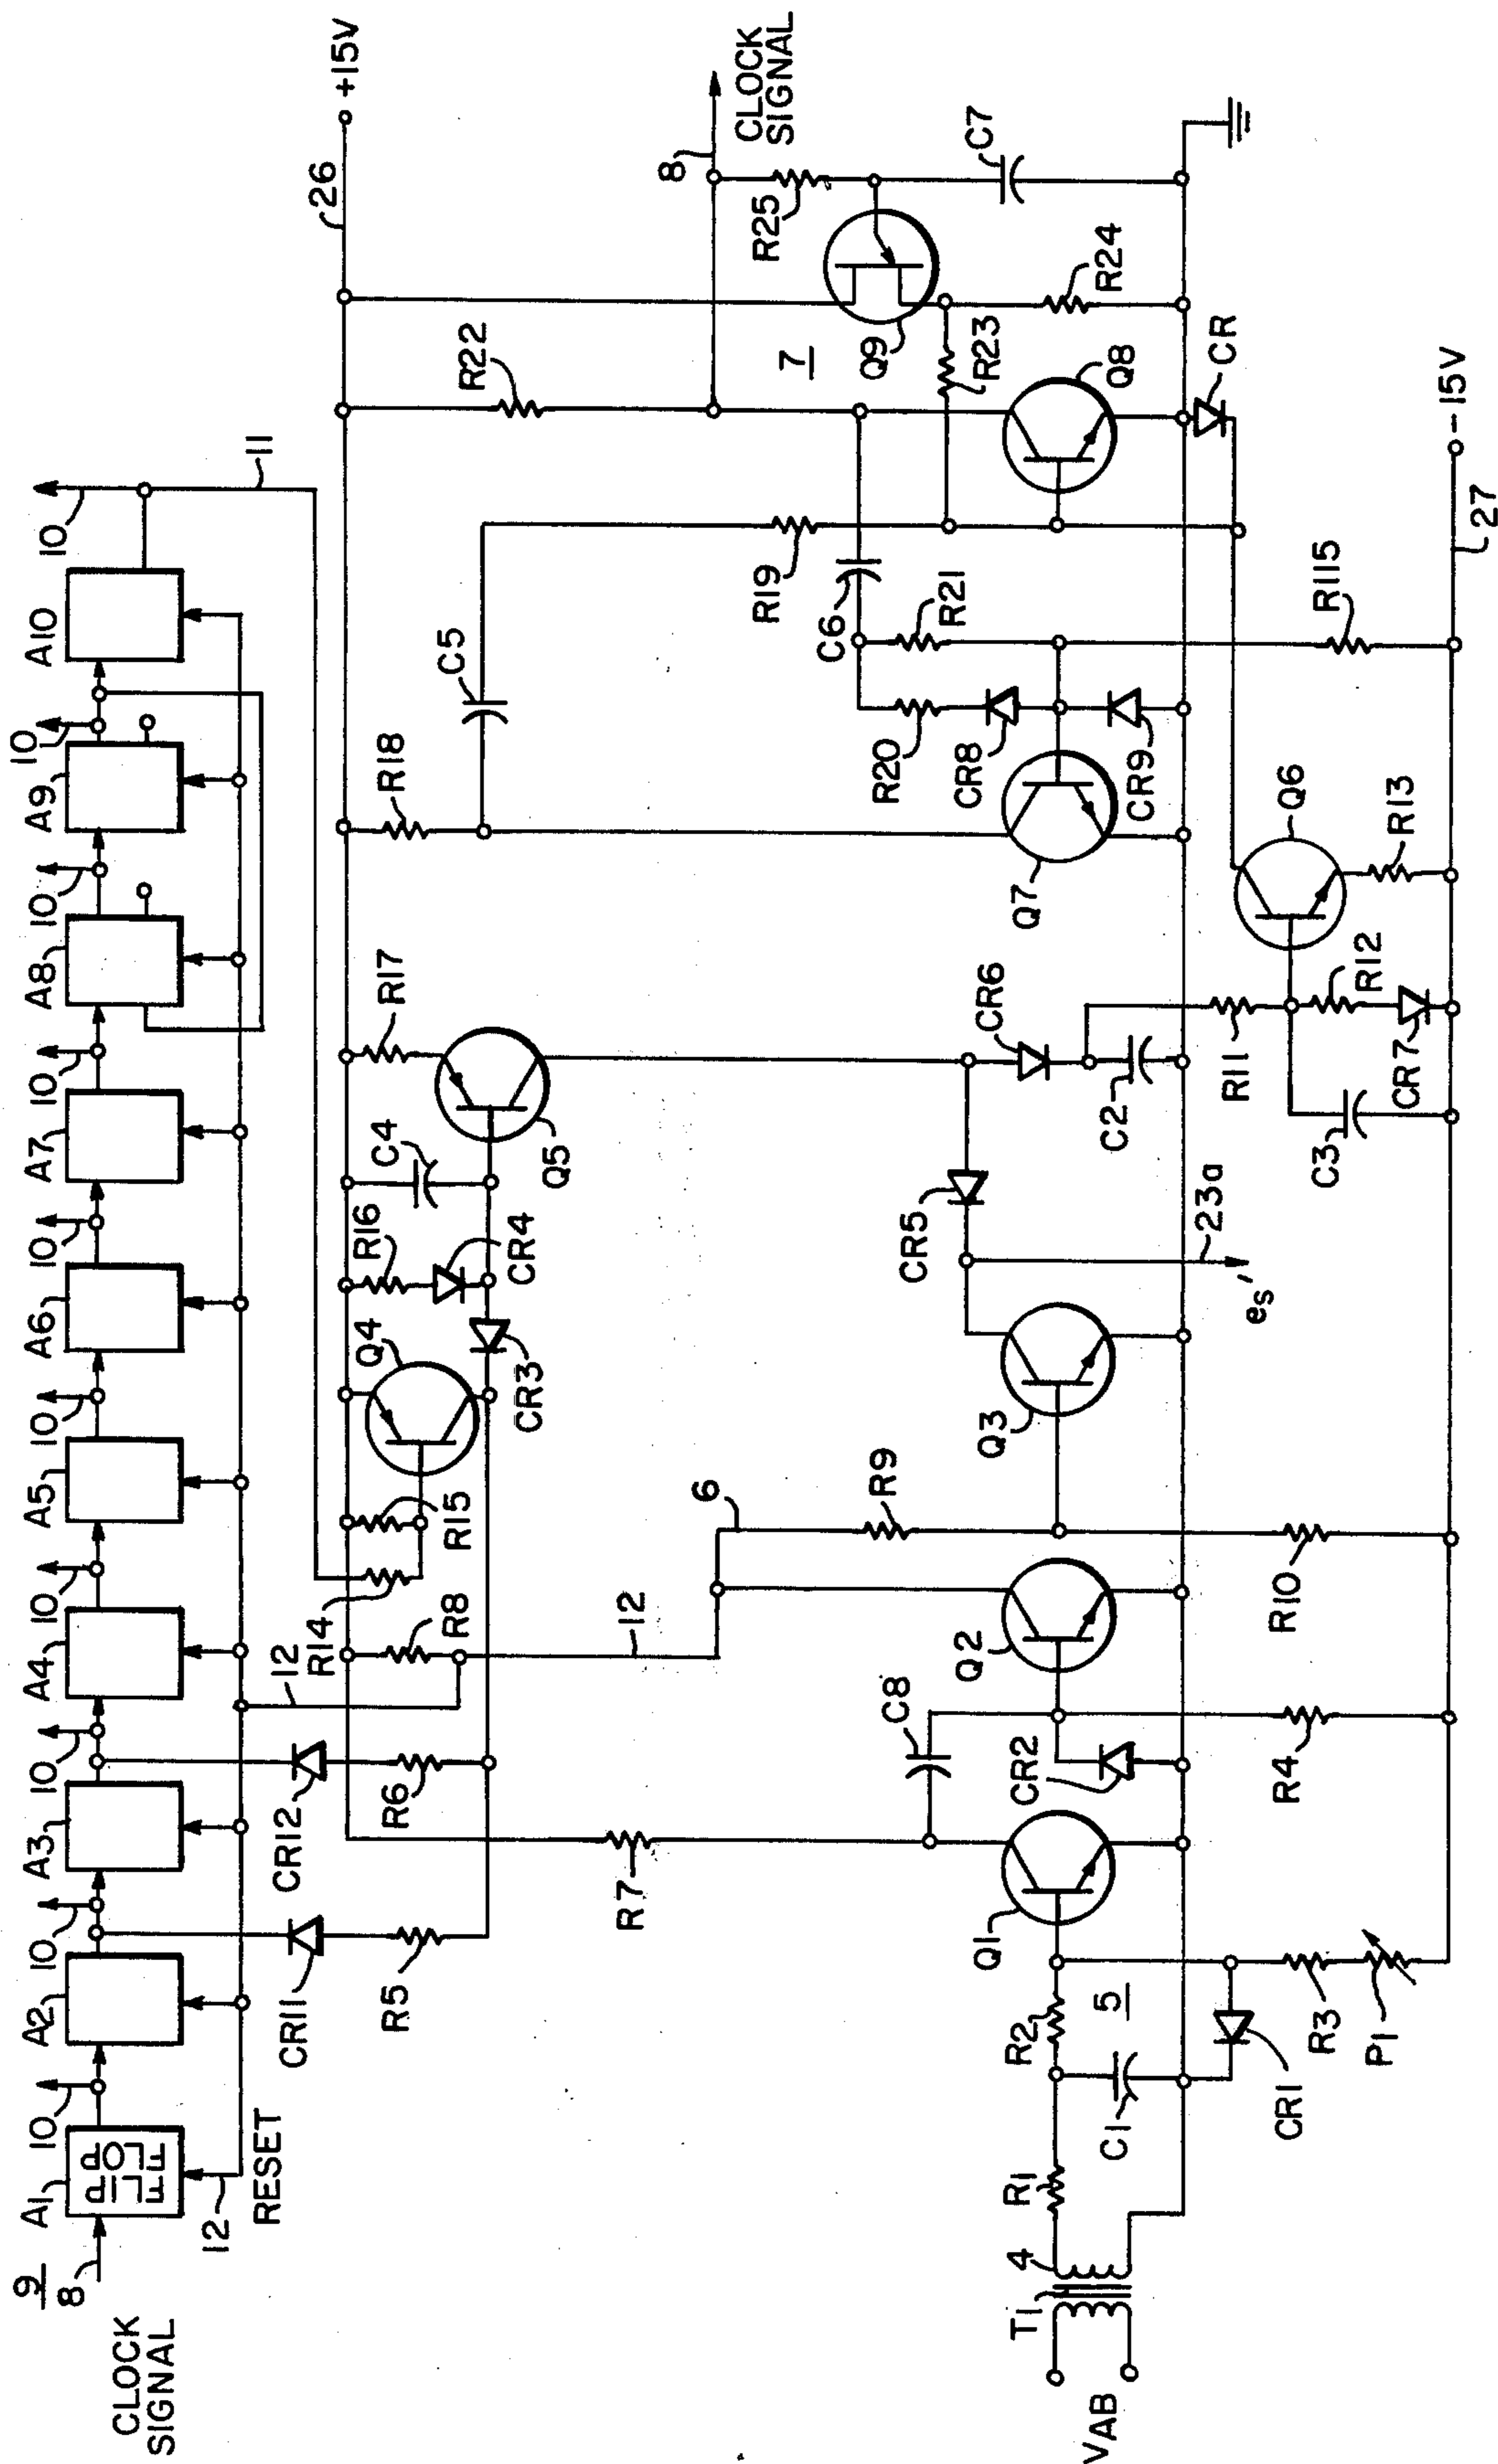 9
8
CLOCK
SIGNAL
A1
FLIP
FLOP
12
RESET
10
A2
10
A3
10
A4
10
A5
10
A6
10
A7
10
A8
10
A9
10
A10
10
11
CR11
R5
CR12
R6
12
R8
R14
R15
Q4
R16
CR4
CR3
C4
Q5
R17
R18
C5
R22
26
+15V
8
CLOCK
SIGNAL
R7
C8
12
6
R9
CR5
23a
es'
CR6
C2
R20
CR8
CR9
C6
R21
R19
7
R23
Q9
R25
C7
R24
VAB
T1
4
R1
C1
R2
5
CR1
R3
P1
Q1
CR2
R4
Q2
R10
Q3
C3
R11
R12
CR7
Q6
R13
Q7
R115
Q8
CR
27
-15V